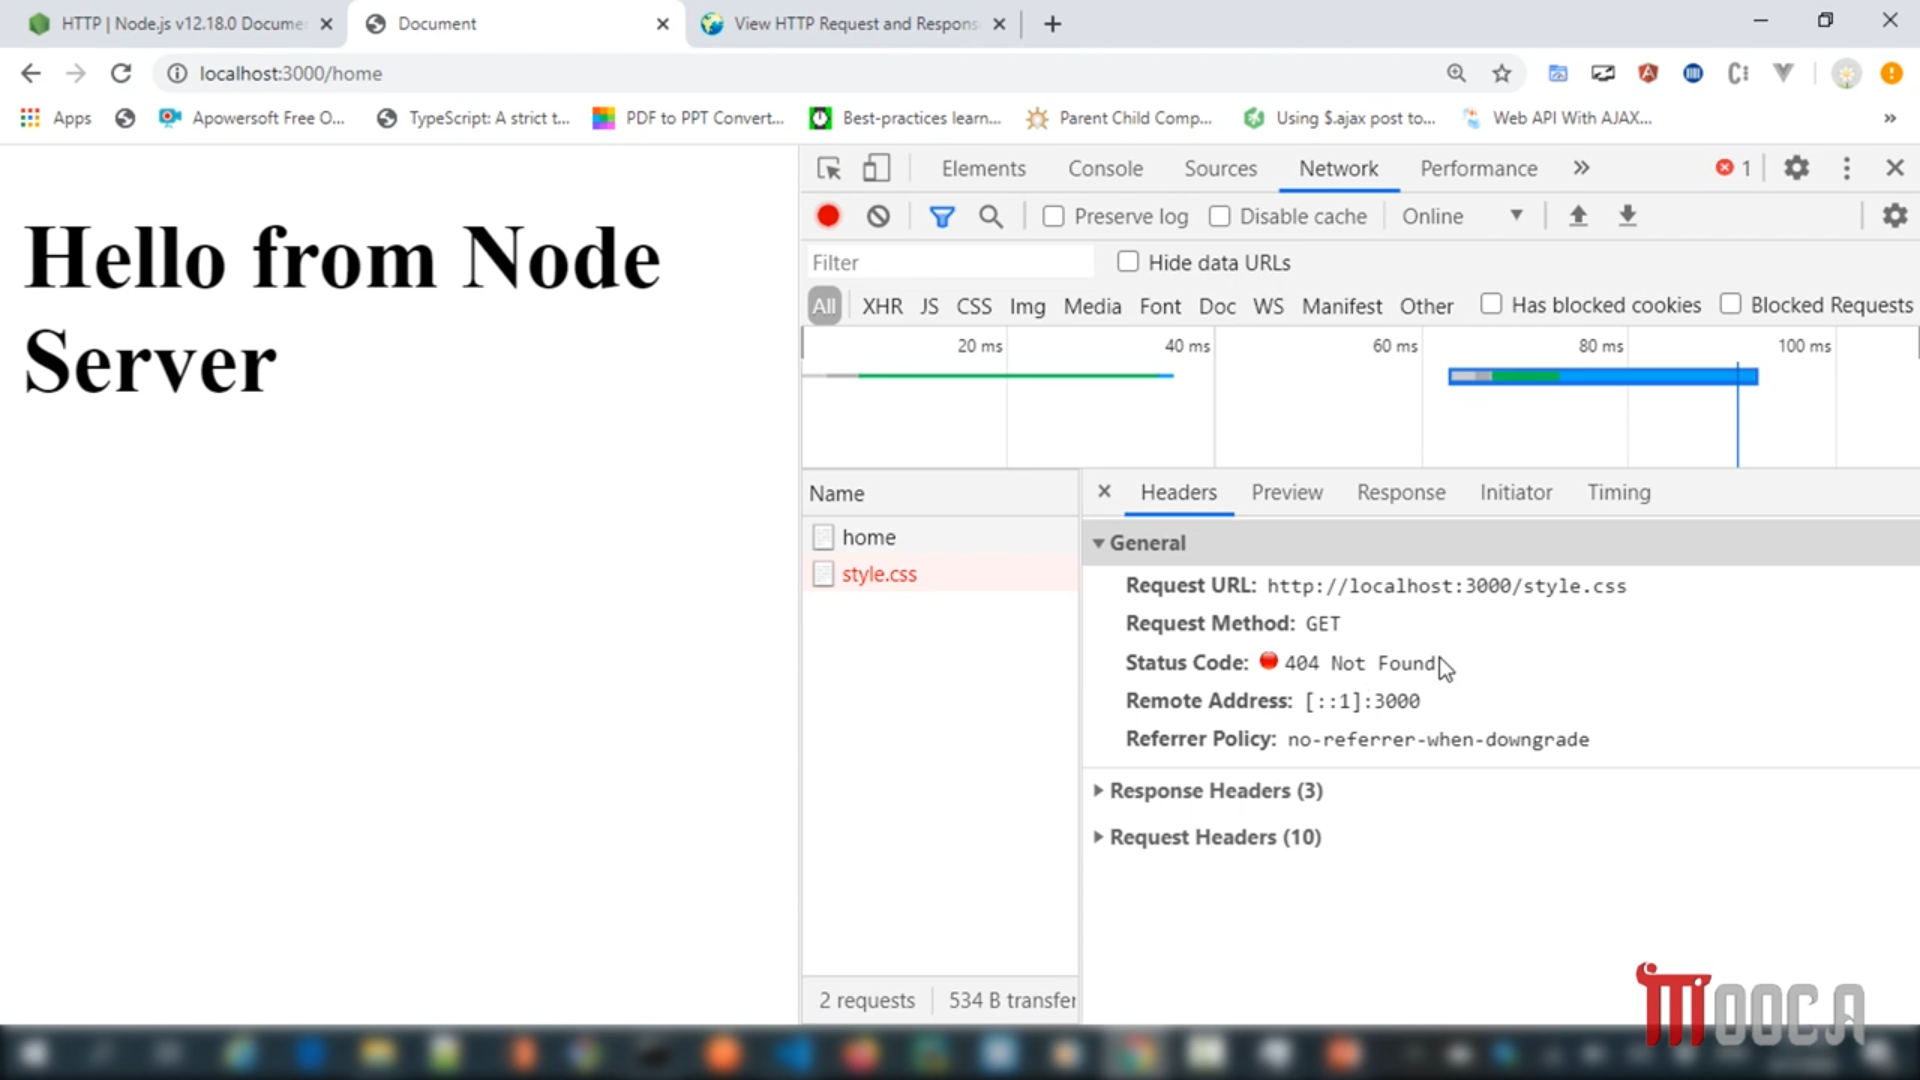 HTTP | Node.js v12.18.0 Docume
Document
View HTTP Request and Respons
localhost:3000/home
Apps
Apowersoft Free O...
TypeScript: A strict t...
PDF to PPT Convert...
Best-practices learn...
Parent Child Comp...
Using $.ajax post to...
Web API With AJAX...
»
Hello from Node
Server
Elements Console Sources Network Performance » 1
Preserve log Disable cache Online
Filter Hide data URLs
All XHR JS CSS Img Media Font Doc WS Manifest Other Has blocked cookies Blocked Requests
20 ms 40 ms 60 ms 80 ms 100 ms
Name
home
style.css
2 requests 534 B transfer
Headers Preview Response Initiator Timing
General
Request URL: http://localhost:3000/style.css
Request Method: GET
Status Code: 404 Not Found
Remote Address: [::1]:3000
Referrer Policy: no-referrer-when-downgrade
Response Headers (3)
Request Headers (10)
MOOCA